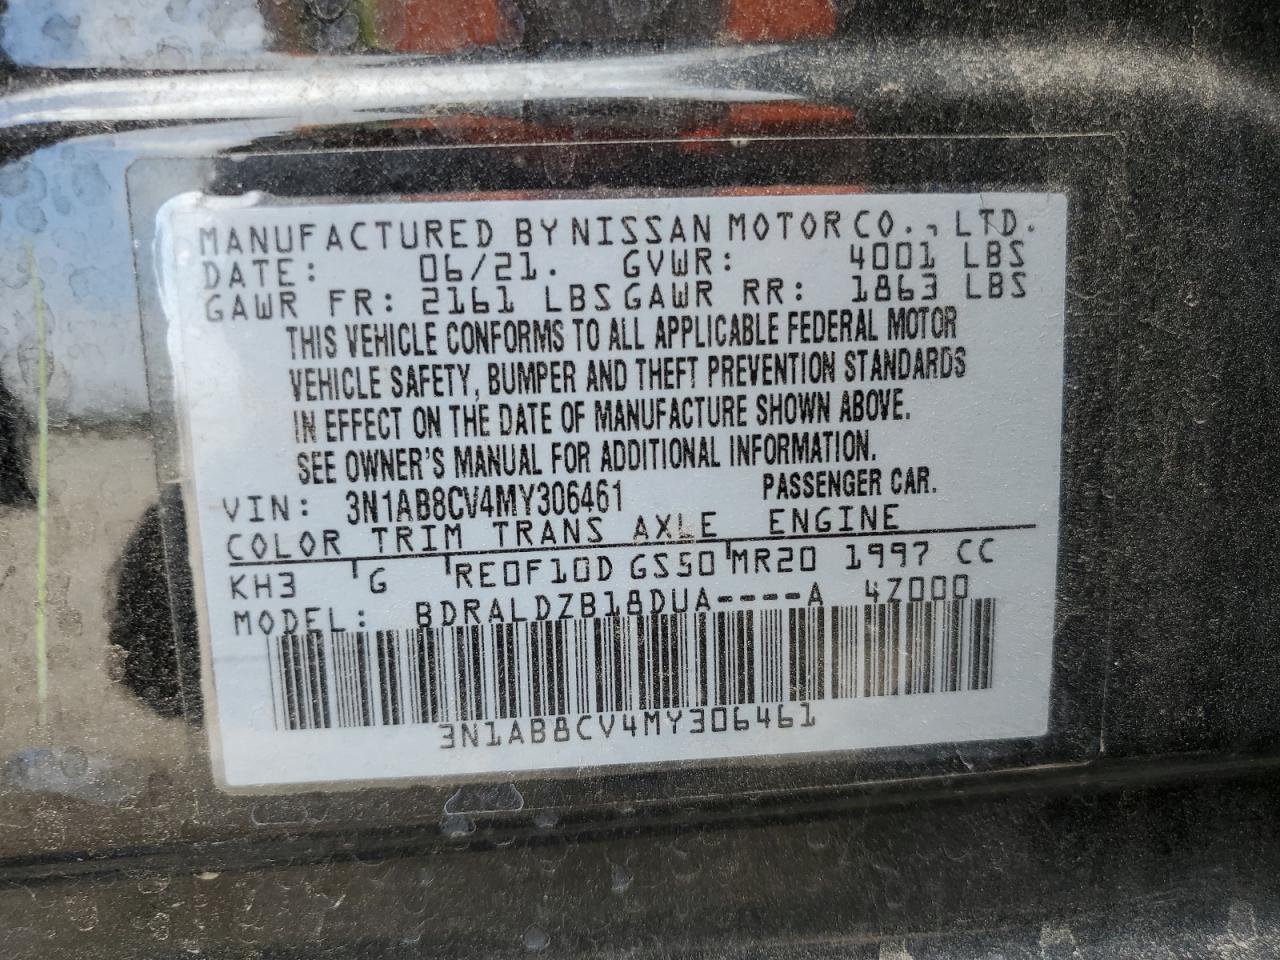 MANUFACTURED BY NISSAN MOTOR CO., LTD.
DATE: 06/21. GVWR: 4001 LBS
GAWR FR: 2161 LBS GAWR RR: 1863 LBS
THIS VEHICLE CONFORMS TO ALL APPLICABLE FEDERAL MOTOR
VEHICLE SAFETY, BUMPER AND THEFT PREVENTION STANDARDS
IN EFFECT ON THE DATE OF MANUFACTURE SHOWN ABOVE.
SEE OWNER'S MANUAL FOR ADDITIONAL INFORMATION.
VIN: 3N1AB8CV4MY306461 PASSENGER CAR.
COLOR TRIM TRANS AXLE ENGINE
KH3 G RE0F10D GS50 MR20 1997 CC
MODEL: BDRALDZB18DUA----A 4Z000
3N1AB8CV4MY306461